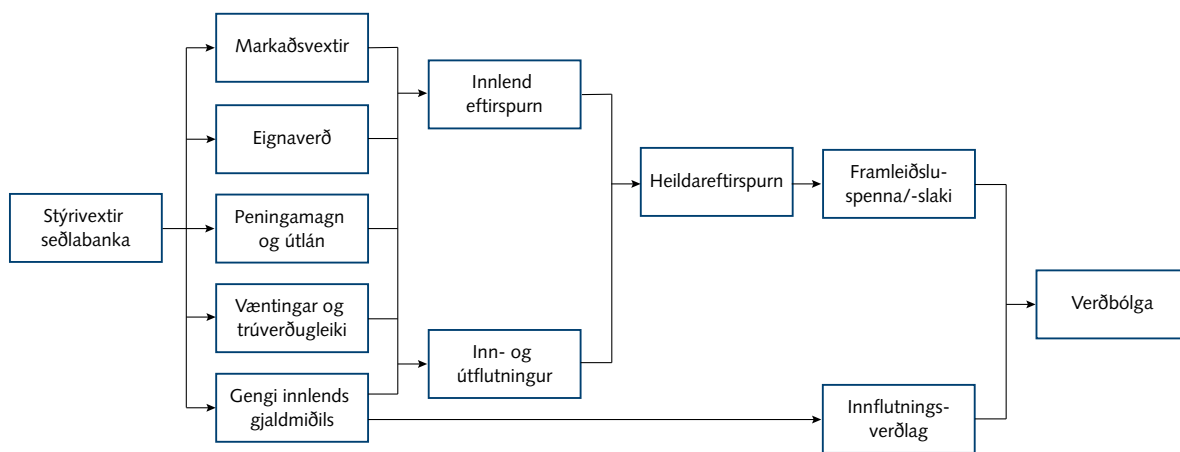 Stýrivextir
seðlabanka
Markaðsvextir
Eignaverð
Peningamagn
og útlán
Væntingar og
trúverðugleiki
Gengi innlends
gjaldmiðils
Innlend
eftirspurn
Inn- og
útflutningur
Heildareftirspurn
Framleiðslu-
spenna/-slaki
Innflutnings-
verðlag
Verðbólga